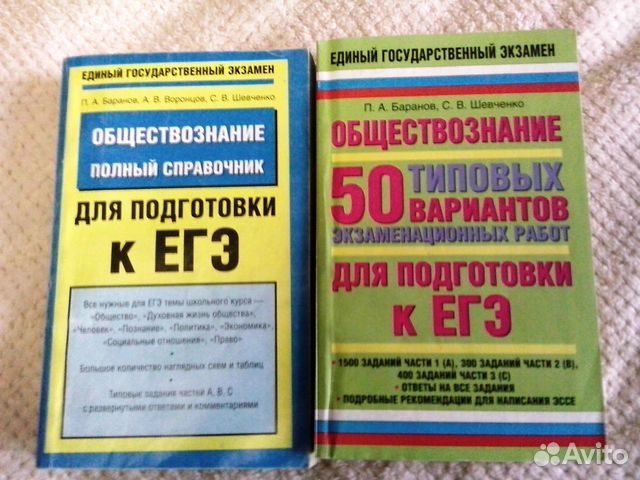 ЕДИНЫЙ ГОСУДАРСТВЕННЫЙ ЭКЗАМЕН
П. А. Баранов, А. В. Воронцов, С. В. Шевченко
ОБЩЕСТВОЗНАНИЕ
ПОЛНЫЙ СПРАВОЧНИК
ДЛЯ ПОДГОТОВКИ
К ЕГЭ
Все нужные для ЕГЭ темы школьного курса —
«Общество», «Духовная жизнь общества»,
«Человек», «Познание», «Политика», «Экономика»,
«Социальные отношения», «Право»
• Большое количество наглядных схем и таблиц
•
Типовые задания частей А, В, С
с развернутыми ответами и комментариями
ЕДИНЫЙ ГОСУДАРСТВЕННЫЙ ЭКЗАМЕН
П. А. Баранов, С. В. Шевченко
ОБЩЕСТВОЗНАНИЕ
50 ТИПОВЫХ
ВАРИАНТОВ
ЭКЗАМЕНАЦИОННЫХ РАБОТ
ДЛЯ ПОДГОТОВКИ
К ЕГЭ
• 1500 ЗАДАНИЙ ЧАСТИ 1 (А), 300 ЗАДАНИЙ ЧАСТИ 2 (В),
400 ЗАДАНИЙ ЧАСТИ 3 (С)
• ОТВЕТЫ НА ВСЕ ЗАДАНИЯ
• ПОДРОБНЫЕ РЕКОМЕНДАЦИИ ДЛЯ НАПИСАНИЯ ЭССЕ
Avito